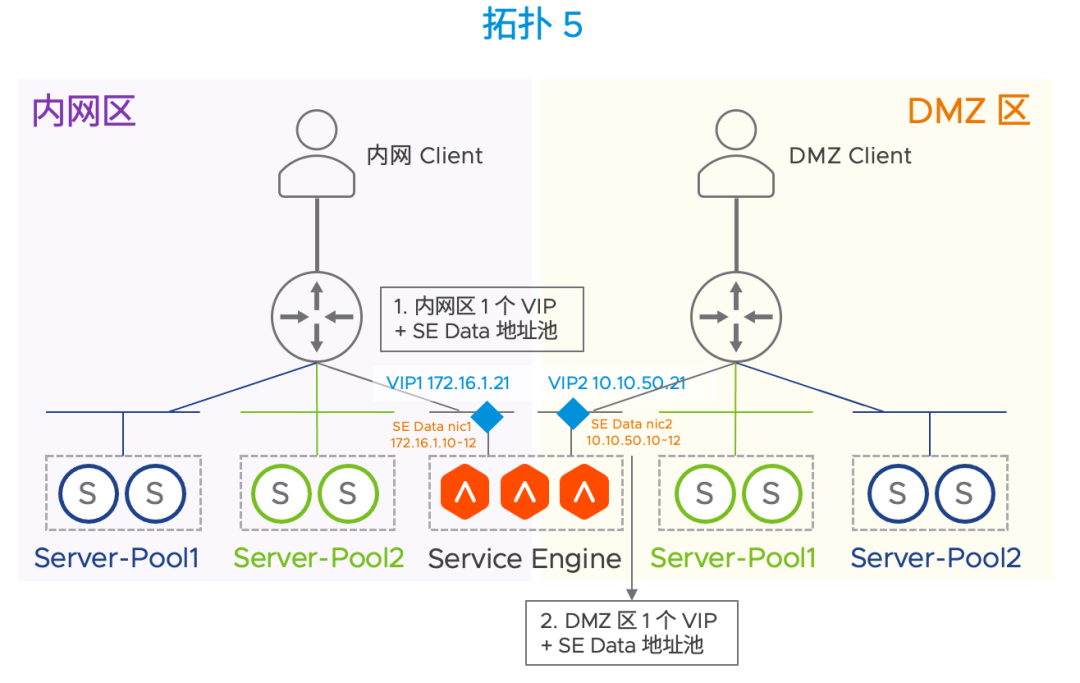 拓扑 5
内网区
DMZ 区
内网 Client
DMZ Client
1. 内网区 1 个 VIP
+ SE Data 地址池
VIP1 172.16.1.21
VIP2 10.10.50.21
SE Data nic1
172.16.1.10-12
SE Data nic2
10.10.50.10-12
S
S
S
S
S
S
S
S
Server-Pool1
Server-Pool2
Service Engine
Server-Pool1
Server-Pool2
2. DMZ 区 1 个 VIP
+ SE Data 地址池